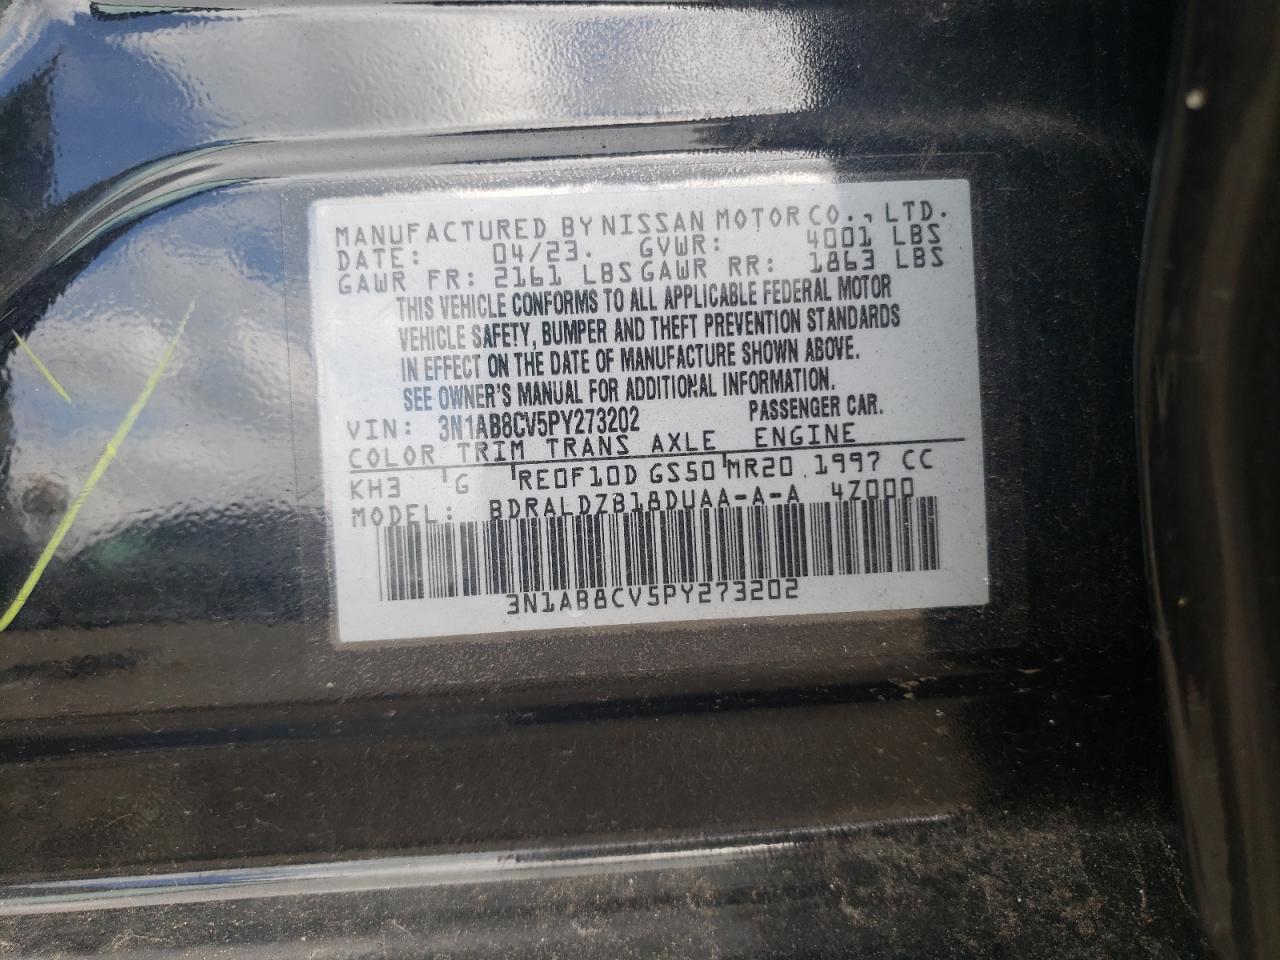 MANUFACTURED BY NISSAN MOTOR CO., LTD.
DATE: 04/23. GVWR: 4001 LBS
GAWR FR: 2161 LBS GAWR RR: 1863 LBS
THIS VEHICLE CONFORMS TO ALL APPLICABLE FEDERAL MOTOR
VEHICLE SAFETY, BUMPER AND THEFT PREVENTION STANDARDS
IN EFFECT ON THE DATE OF MANUFACTURE SHOWN ABOVE.
SEE OWNER'S MANUAL FOR ADDITIONAL INFORMATION.
VIN: 3N1AB8CV5PY273202 PASSENGER CAR.
COLOR TRIM TRANS AXLE ENGINE
KH3 G RE0F10D GS50 MR20 1997 CC
MODEL: BDRALDZB18DUAA-A-A 4Z000
3N1AB8CV5PY273202